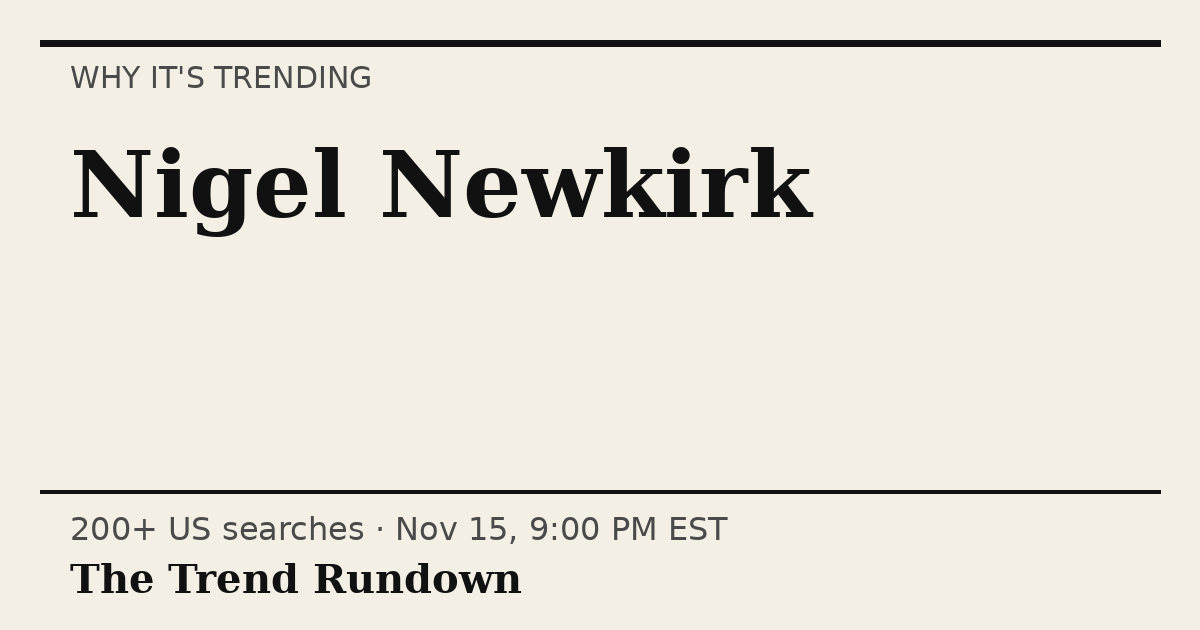 WHY IT'S TRENDING
Nigel Newkirk
200+ US searches · Nov 15, 9:00 PM EST
The Trend Rundown